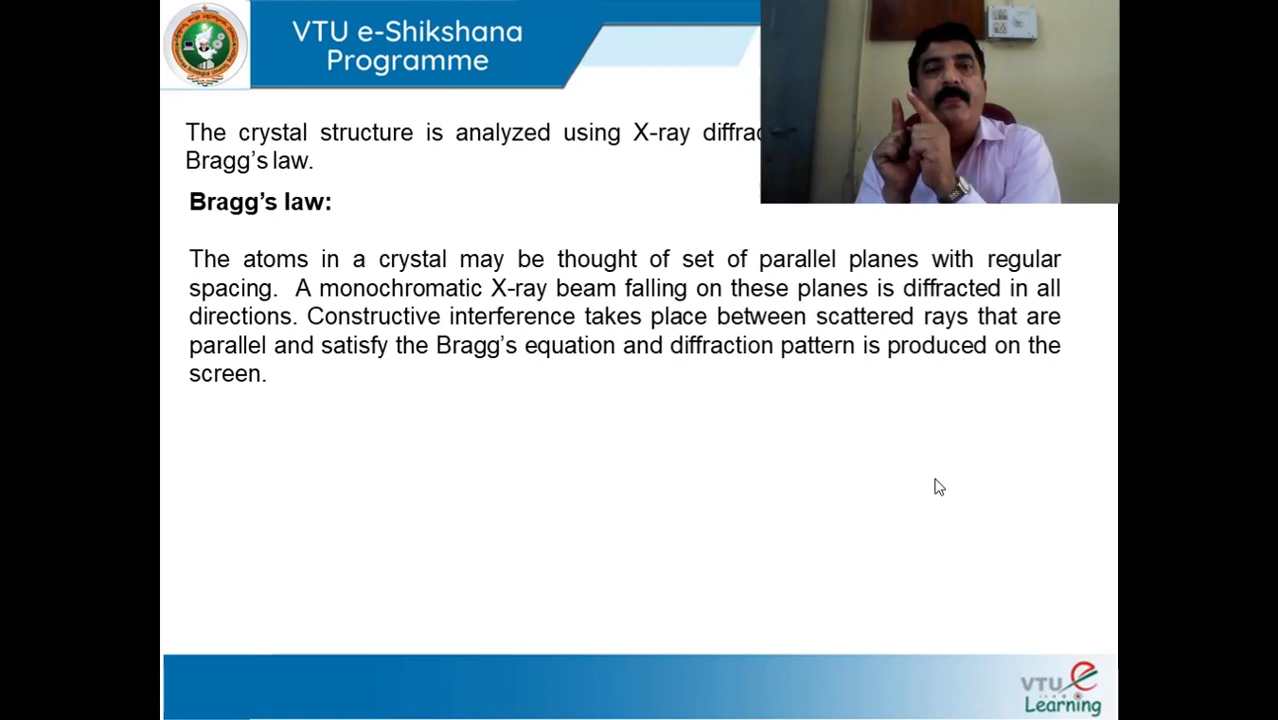 VTU e-Shikshana
Programme
The crystal structure is analyzed using X-ray
Bragg's law.
Bragg's law:
The atoms in a crystal may be thought of set of parallel planes with regular
spacing. A monochromatic X-ray beam falling on these planes is diffracted in all
directions. Constructive interference takes place between scattered rays that are
parallel and satisfy the Bragg's equation and diffraction pattern is produced on the
screen.
VTU e
Learning